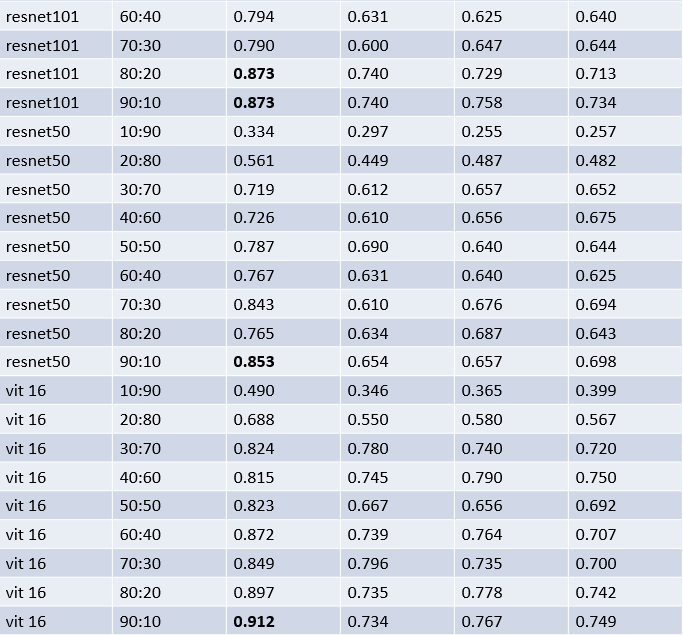 resnet101 60:40 0.794 0.631 0.625 0.640
resnet101 70:30 0.790 0.600 0.647 0.644
resnet101 80:20 0.873 0.740 0.729 0.713
resnet101 90:10 0.873 0.740 0.758 0.734
resnet50 10:90 0.334 0.297 0.255 0.257
resnet50 20:80 0.561 0.449 0.487 0.482
resnet50 30:70 0.719 0.612 0.657 0.652
resnet50 40:60 0.726 0.610 0.656 0.675
resnet50 50:50 0.787 0.690 0.640 0.644
resnet50 60:40 0.767 0.631 0.640 0.625
resnet50 70:30 0.843 0.610 0.676 0.694
resnet50 80:20 0.765 0.634 0.687 0.643
resnet50 90:10 0.853 0.654 0.657 0.698
vit 16 10:90 0.490 0.346 0.365 0.399
vit 16 20:80 0.688 0.550 0.580 0.567
vit 16 30:70 0.824 0.780 0.740 0.720
vit 16 40:60 0.815 0.745 0.790 0.750
vit 16 50:50 0.823 0.667 0.656 0.692
vit 16 60:40 0.872 0.739 0.764 0.707
vit 16 70:30 0.849 0.796 0.735 0.700
vit 16 80:20 0.897 0.735 0.778 0.742
vit 16 90:10 0.912 0.734 0.767 0.749